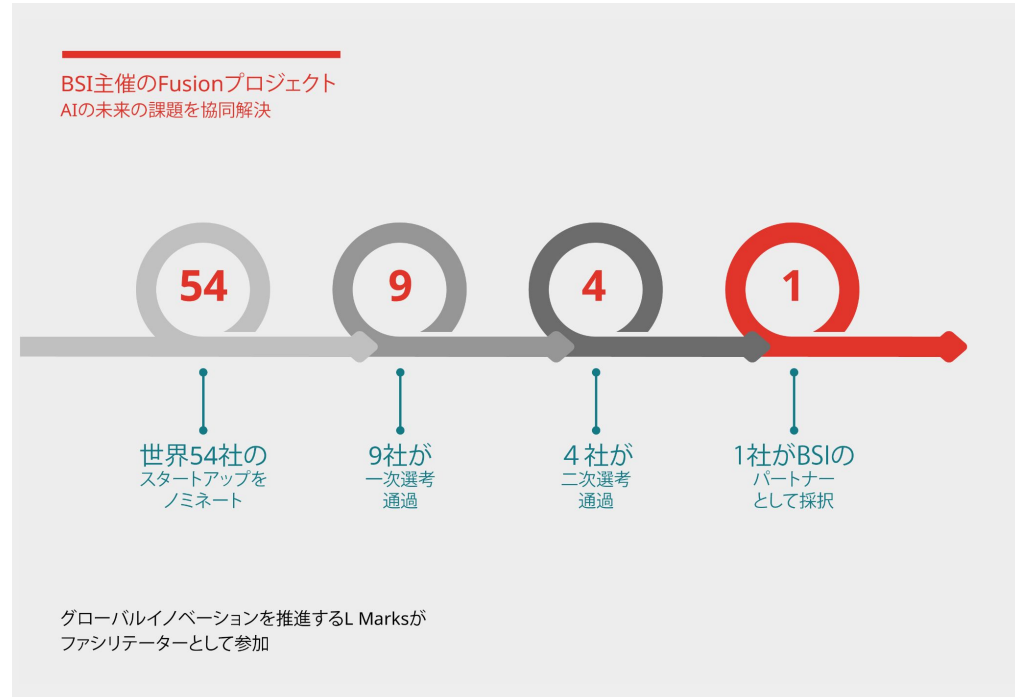 BSI主催のFusionプロジェクト
AIの未来の課題を協同解決
54
9
4
1
世界54社の
スタートアップを
ノミネート
9社が
一次選考
通過
４社が
二次選考
通過
1社がBSIの
パートナー
として採択
グローバルイノベーションを推進するL Marksが
ファシリテーターとして参加